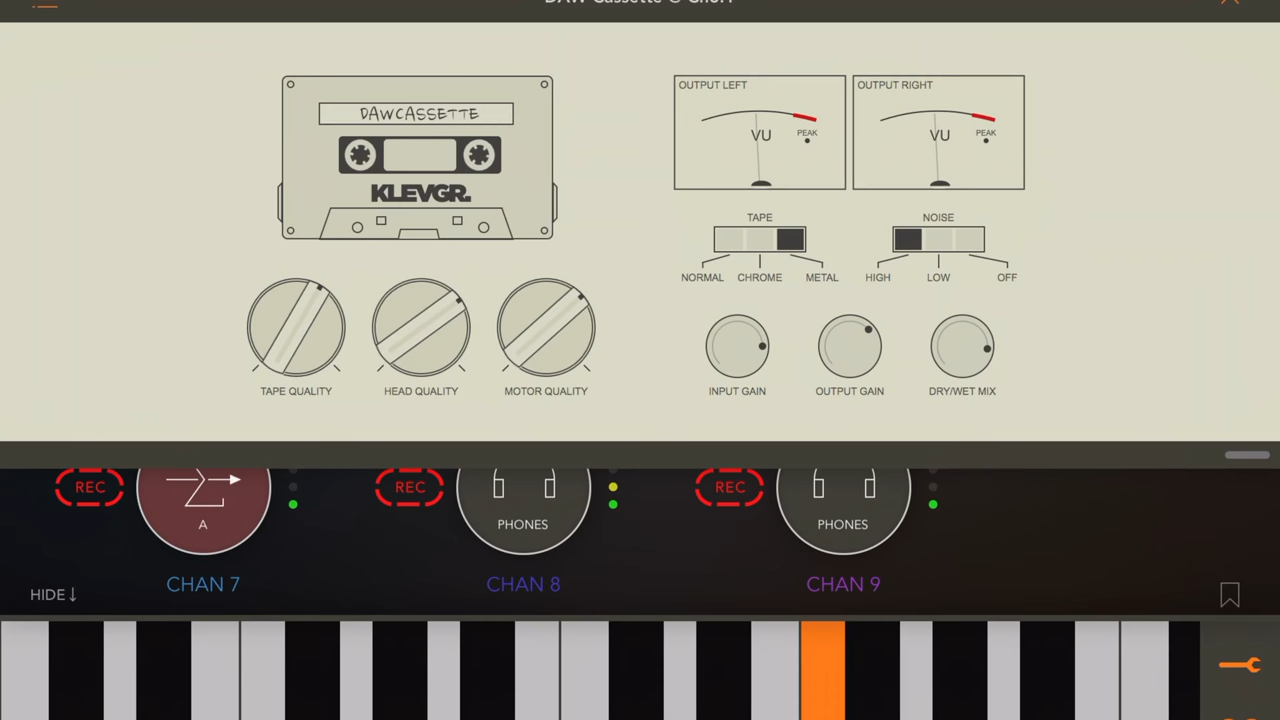 DAWCASSETTE
KLEVGR.
OUTPUT LEFT
VU
PEAK
OUTPUT RIGHT
VU
PEAK
TAPE
NORMAL CHROME METAL
NOISE
HIGH LOW OFF
TAPE QUALITY
HEAD QUALITY
MOTOR QUALITY
INPUT GAIN
OUTPUT GAIN
DRY/WET MIX
REC
A
CHAN 7
REC
PHONES
CHAN 8
REC
PHONES
CHAN 9
HIDE↓